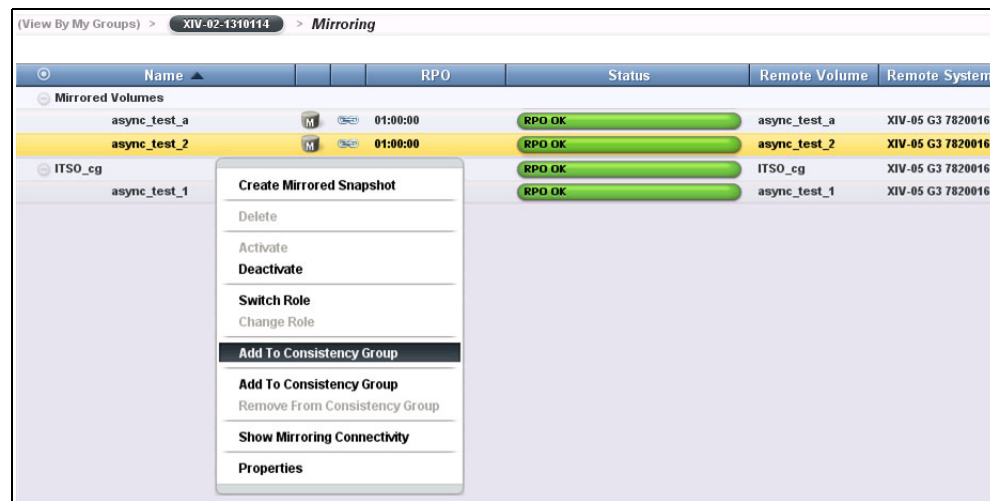 (View By My Groups) > XIV-02-1310114 > Mirroring
Name RPO Status Remote Volume Remote System
Mirrored Volumes
async_test_a M 01:00:00 RPO OK async_test_a XIV-05 G3 7820016
async_test_2 M 01:00:00 RPO OK async_test_2 XIV-05 G3 7820016
ITSO_cg RPO OK ITSO_cg XIV-05 G3 7820016
async_test_1 RPO OK async_test_1 XIV-05 G3 7820016
Create Mirrored Snapshot
Delete
Activate
Deactivate
Switch Role
Change Role
Add To Consistency Group
Add To Consistency Group
Remove From Consistency Group
Show Mirroring Connectivity
Properties